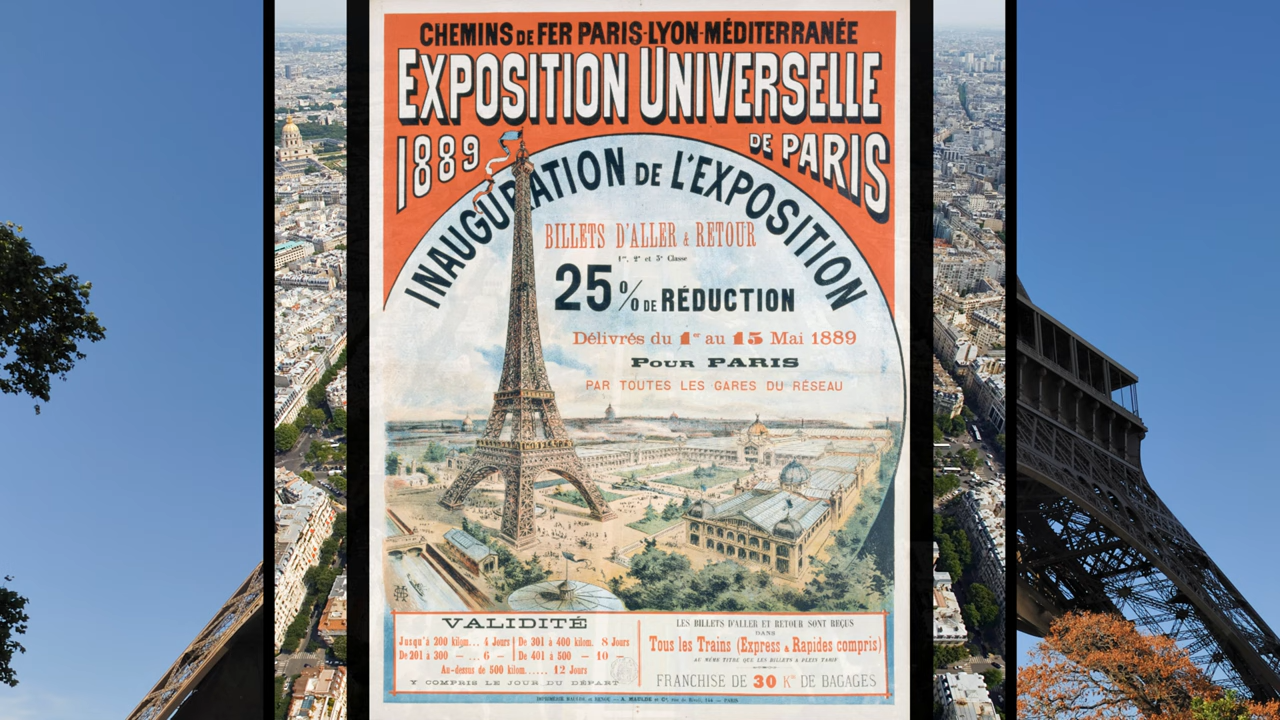 CHEMINS DE FER PARIS-LYON-MÉDITERRANÉE
EXPOSITION UNIVERSELLE
1889 DE PARIS
INAUGURATION DE L'EXPOSITION
BILLETS D'ALLER & RETOUR
1re, 2e et 3e Classe
25% DE RÉDUCTION
Délivrés du 1er au 15 Mai 1889
POUR PARIS
PAR TOUTES LES GARES DU RÉSEAU
VALIDITÉ
Jusqu'à 200 kilom... 4 Jours
De 201 à 300 — ... 6 —
De 301 à 400 kilom. 8 Jours
De 401 à 500 — 10 —
Au-dessus de 500 kilom...... 12 Jours
Y COMPRIS LE JOUR DU DÉPART
LES BILLETS D'ALLER ET RETOUR SONT REÇUS
DANS
Tous les Trains (Express & Rapides compris)
AU MÊME TITRE QUE LES BILLETS A PLEIN TARIF
FRANCHISE DE 30 Kos DE BAGAGES